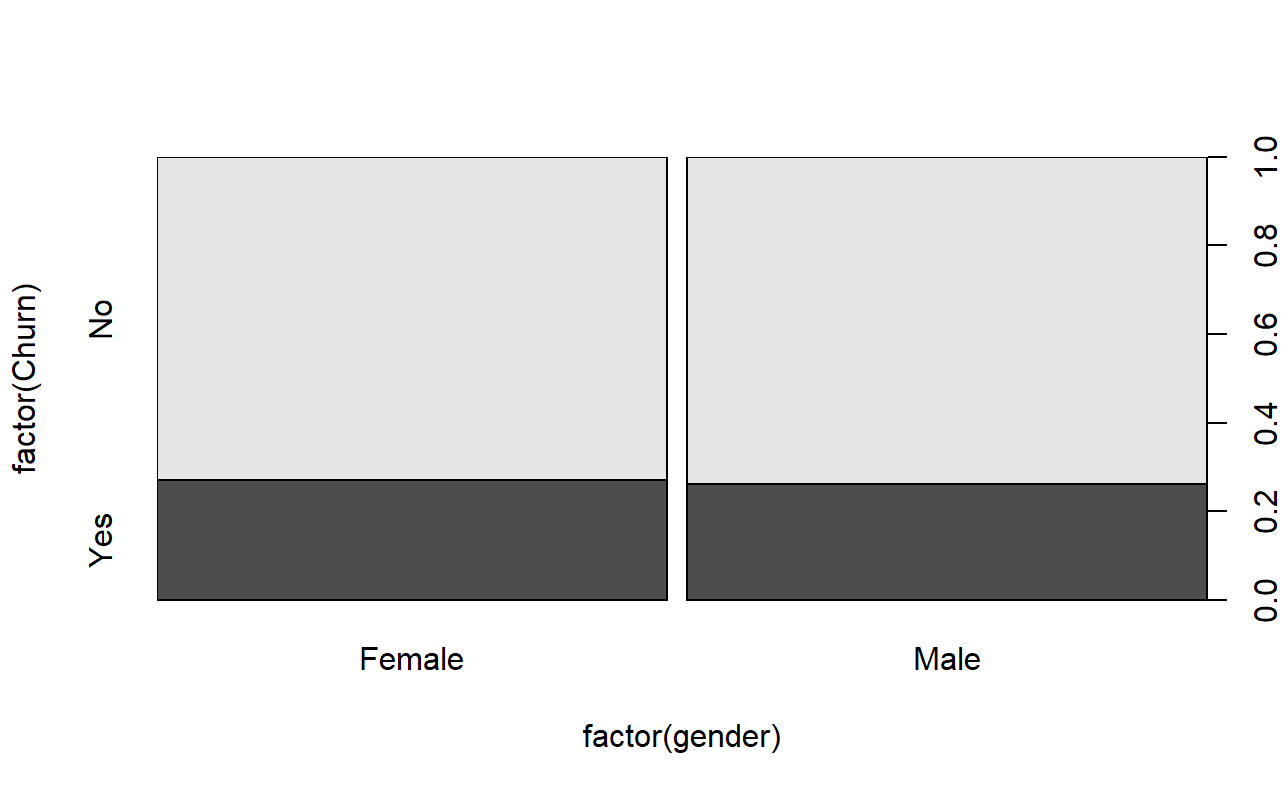 factor(Churn)
No
Yes
1.0
0.8
0.6
0.4
0.2
0.0
Female
Male
factor(gender)